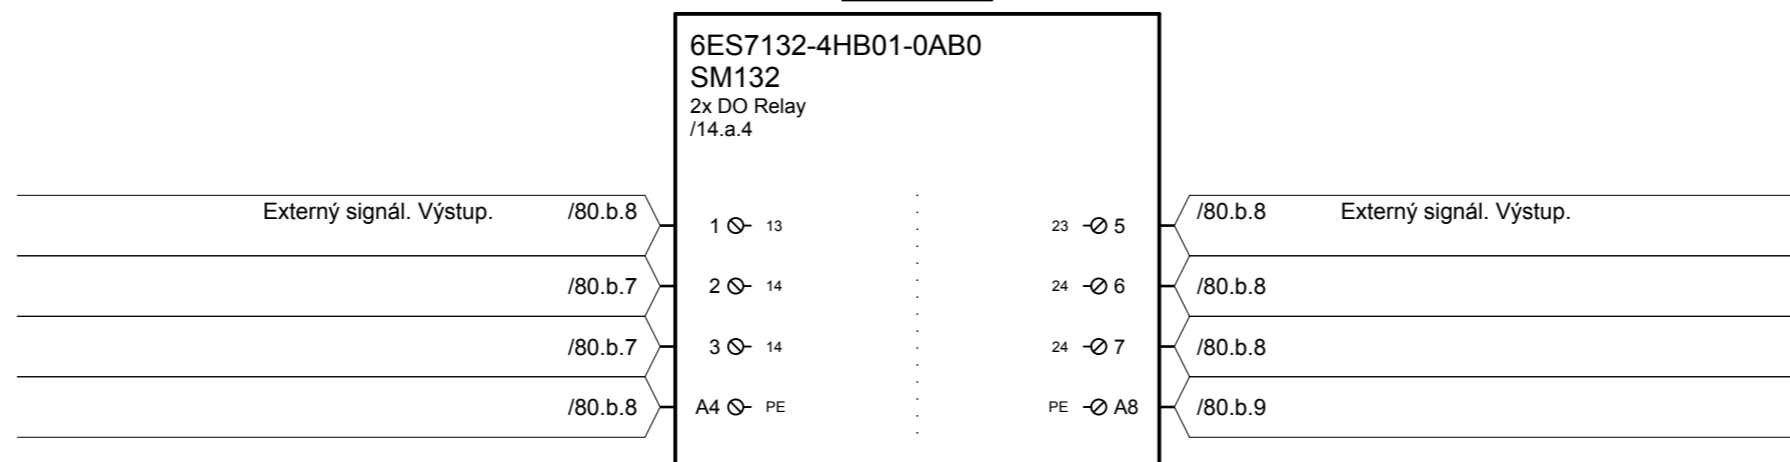 6ES7132-4HB01-0AB0
SM132
2x DO Relay
/14.a.4
Externý signál. Výstup. /80.b.8 1 13 23 5 /80.b.8 Externý signál. Výstup.
/80.b.7 2 14 24 6 /80.b.8
/80.b.7 3 14 24 7 /80.b.8
/80.b.8 A4 PE PE A8 /80.b.9